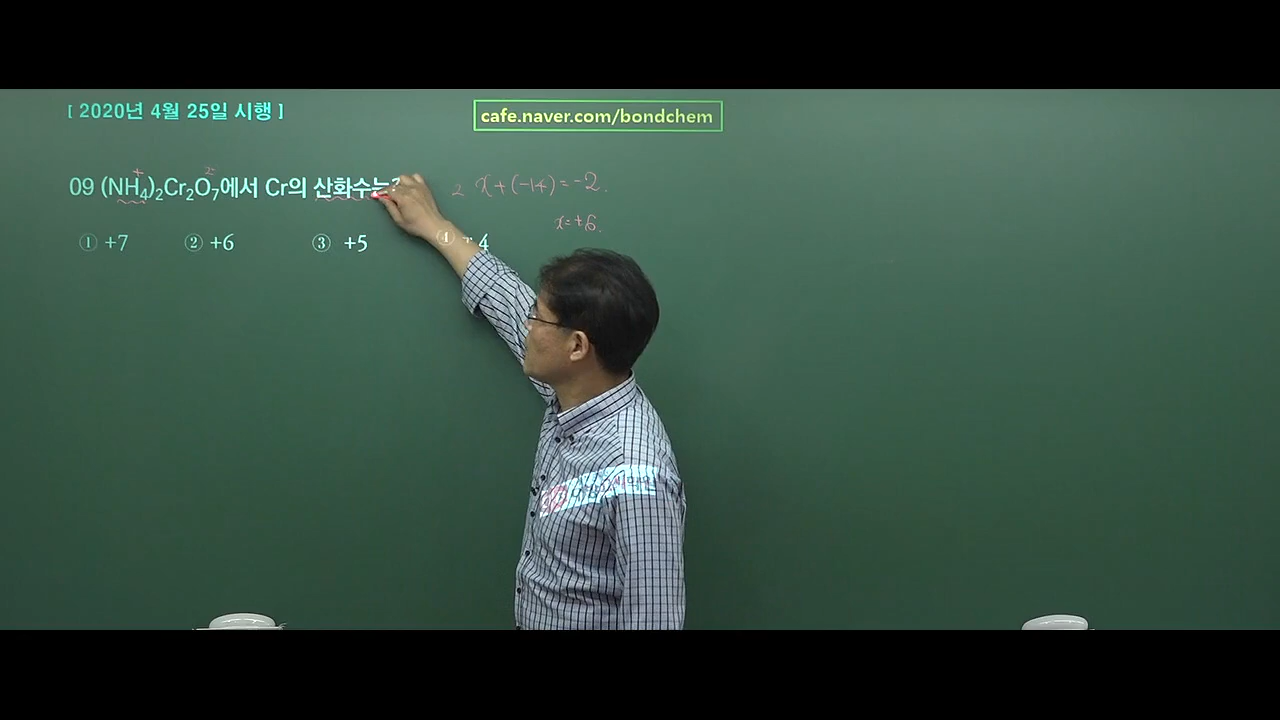 [ 2020년 4월 25일 시행 ]
cafe.naver.com/bondchem
09 (NH₄)₂Cr₂O₇에서 Cr의 산화수는?
+ 2-
2 x+(-14)=-2.
x=+6.
① +7 ② +6 ③ +5 ④ +4